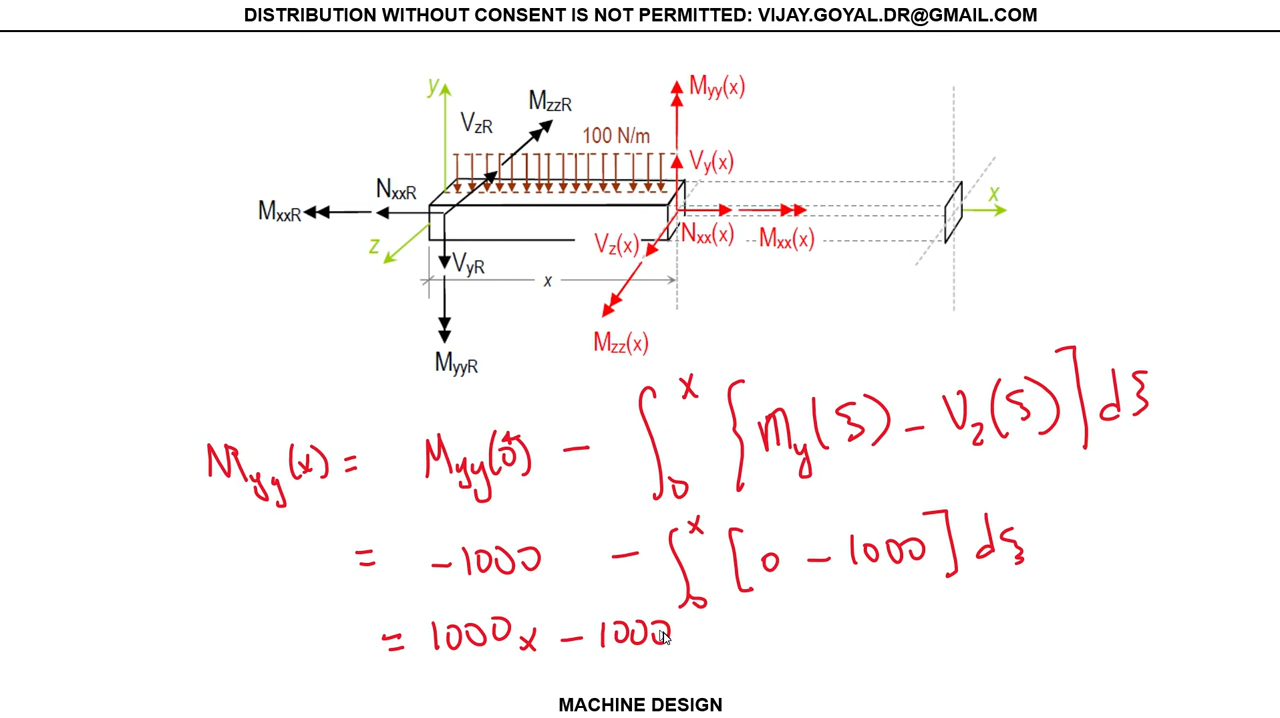 DISTRIBUTION WITHOUT CONSENT IS NOT PERMITTED: VIJAY.GOYAL.DR@GMAIL.COM
y
MzzR
Myy(x)
VzR
100 N/m
Vy(x)
NxxR
x
MxxR
z
Vz(x)
Nxx(x)
Mxx(x)
VyR
x
Mzz(x)
MyyR
Myy(x) = Myy(0⁺) - ∫₀ˣ {my(ξ) - Vz(ξ)] dξ
= -1000 - ∫₀ˣ [0 - 1000] dξ
= 1000x - 1000
MACHINE DESIGN